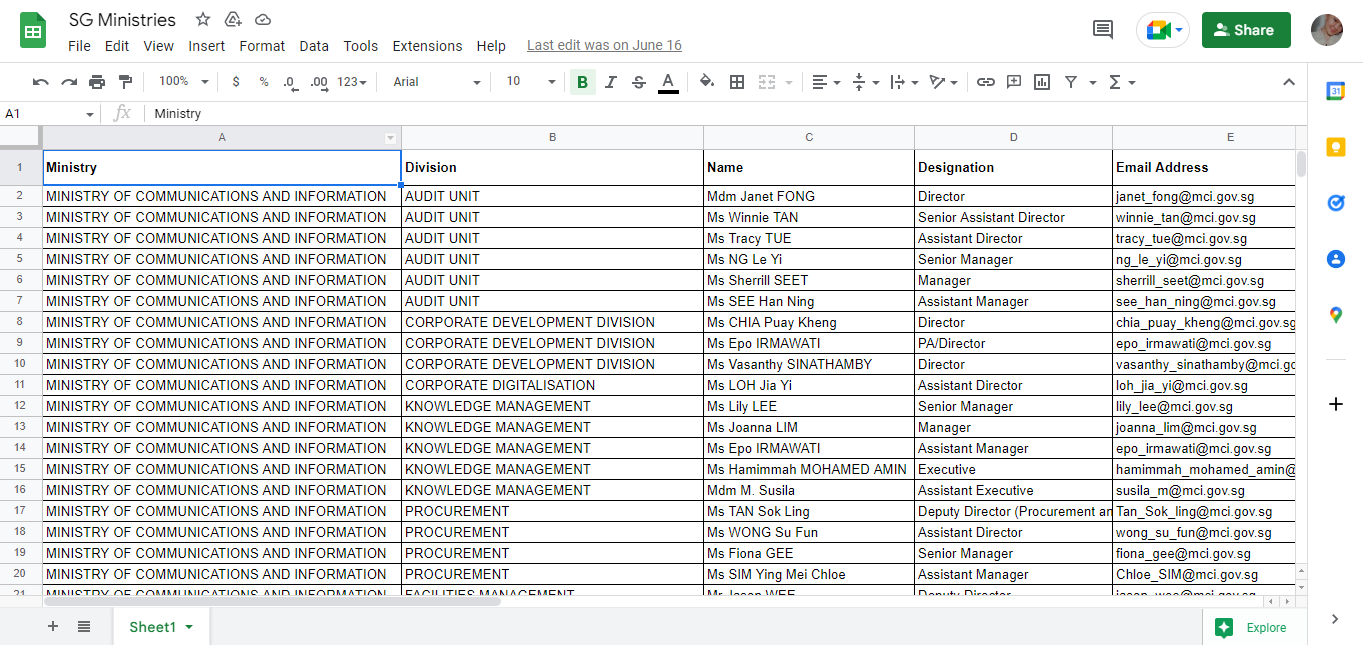 SG Ministries
File Edit View Insert Format Data Tools Extensions Help Last edit was on June 16
Share
100% $ % .0 .00 123 Arial 10 B I S A
31
A1 fx Ministry
A B C D E
1 Ministry Division Name Designation Email Address
2 MINISTRY OF COMMUNICATIONS AND INFORMATION AUDIT UNIT Mdm Janet FONG Director janet_fong@mci.gov.sg
3 MINISTRY OF COMMUNICATIONS AND INFORMATION AUDIT UNIT Ms Winnie TAN Senior Assistant Director winnie_tan@mci.gov.sg
4 MINISTRY OF COMMUNICATIONS AND INFORMATION AUDIT UNIT Ms Tracy TUE Assistant Director tracy_tue@mci.gov.sg
5 MINISTRY OF COMMUNICATIONS AND INFORMATION AUDIT UNIT Ms NG Le Yi Senior Manager ng_le_yi@mci.gov.sg
6 MINISTRY OF COMMUNICATIONS AND INFORMATION AUDIT UNIT Ms Sherrill SEET Manager sherrill_seet@mci.gov.sg
7 MINISTRY OF COMMUNICATIONS AND INFORMATION AUDIT UNIT Ms SEE Han Ning Assistant Manager see_han_ning@mci.gov.sg
8 MINISTRY OF COMMUNICATIONS AND INFORMATION CORPORATE DEVELOPMENT DIVISION Ms CHIA Puay Kheng Director chia_puay_kheng@mci.gov.sg
9 MINISTRY OF COMMUNICATIONS AND INFORMATION CORPORATE DEVELOPMENT DIVISION Ms Epo IRMAWATI PA/Director epo_irmawati@mci.gov.sg
10 MINISTRY OF COMMUNICATIONS AND INFORMATION CORPORATE DEVELOPMENT DIVISION Ms Vasanthy SINATHAMBY Director vasanthy_sinathamby@mci.gc
11 MINISTRY OF COMMUNICATIONS AND INFORMATION CORPORATE DIGITALISATION Ms LOH Jia Yi Assistant Director loh_jia_yi@mci.gov.sg
12 MINISTRY OF COMMUNICATIONS AND INFORMATION KNOWLEDGE MANAGEMENT Ms Lily LEE Senior Manager lily_lee@mci.gov.sg
13 MINISTRY OF COMMUNICATIONS AND INFORMATION KNOWLEDGE MANAGEMENT Ms Joanna LIM Manager joanna_lim@mci.gov.sg
14 MINISTRY OF COMMUNICATIONS AND INFORMATION KNOWLEDGE MANAGEMENT Ms Epo IRMAWATI Assistant Manager epo_irmawati@mci.gov.sg
15 MINISTRY OF COMMUNICATIONS AND INFORMATION KNOWLEDGE MANAGEMENT Ms Hamimmah MOHAMED AMIN Executive hamimmah_mohamed_amin@
16 MINISTRY OF COMMUNICATIONS AND INFORMATION KNOWLEDGE MANAGEMENT Mdm M. Susila Assistant Executive susila_m@mci.gov.sg
17 MINISTRY OF COMMUNICATIONS AND INFORMATION PROCUREMENT Ms TAN Sok Ling Deputy Director (Procurement an Tan_Sok_ling@mci.gov.sg
18 MINISTRY OF COMMUNICATIONS AND INFORMATION PROCUREMENT Ms WONG Su Fun Assistant Director wong_su_fun@mci.gov.sg
19 MINISTRY OF COMMUNICATIONS AND INFORMATION PROCUREMENT Ms Fiona GEE Senior Manager fiona_gee@mci.gov.sg
20 MINISTRY OF COMMUNICATIONS AND INFORMATION PROCUREMENT Ms SIM Ying Mei Chloe Assistant Manager Chloe_SIM@mci.gov.sg
21 MINISTRY OF COMMUNICATIONS AND INFORMATION FACILITIES MANAGEMENT Mr Jason WEE Deputy Director jason_wee@mci.gov.sg
Sheet1 Explore